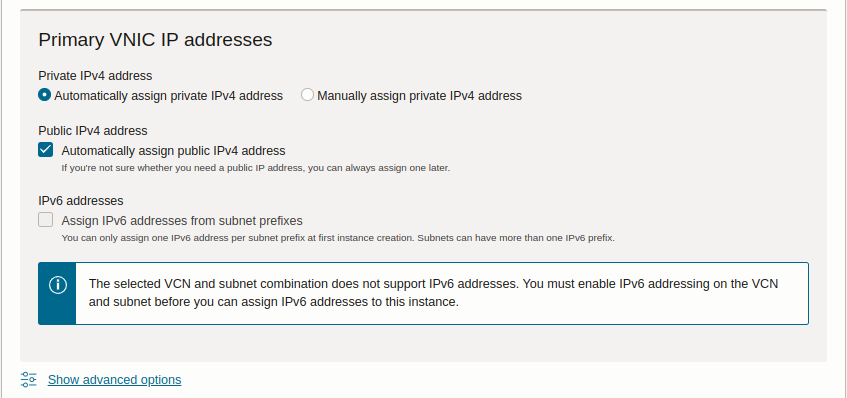 Primary VNIC IP addresses
Private IPv4 address
Automatically assign private IPv4 address Manually assign private IPv4 address
Public IPv4 address
Automatically assign public IPv4 address
If you're not sure whether you need a public IP address, you can always assign one later.
IPv6 addresses
Assign IPv6 addresses from subnet prefixes
You can only assign one IPv6 address per subnet prefix at first instance creation. Subnets can have more than one IPv6 prefix.
The selected VCN and subnet combination does not support IPv6 addresses. You must enable IPv6 addressing on the VCN
and subnet before you can assign IPv6 addresses to this instance.
Show advanced options